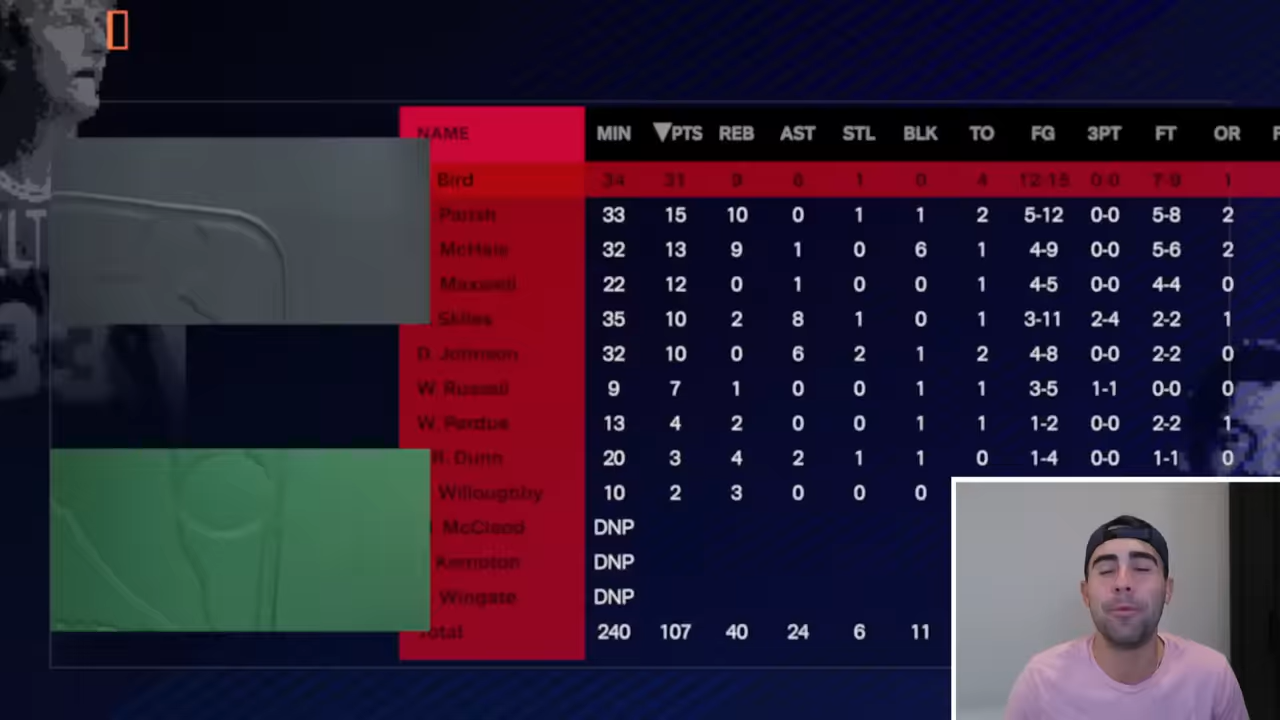 NAME MIN ▼PTS REB AST STL BLK TO FG 3PT FT OR
Bird 34 31 9 6 1 0 4 12-15 0-0 7-9 1
Parish 33 15 10 0 1 1 2 5-12 0-0 5-8 2
McHale 32 13 9 1 0 6 1 4-9 0-0 5-6 2
Maxwell 22 12 0 1 0 0 1 4-5 0-0 4-4 0
Skiles 35 10 2 8 1 0 1 3-11 2-4 2-2 1
D. Johnson 32 10 0 6 2 1 2 4-8 0-0 2-2 0
W. Russell 9 7 1 0 0 1 1 3-5 1-1 0-0 0
W. Perdue 13 4 2 0 0 1 1 1-2 0-0 2-2 1
Dunn 20 3 4 2 1 1 0 1-4 0-0 1-1 0
Willoughby 10 2 3 0 0 0
McCleod DNP
Kempton DNP
Wingate DNP
Total 240 107 40 24 6 11
33